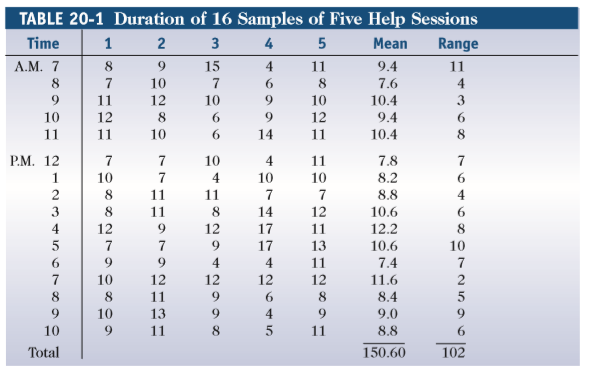 TABLE 20-1 Duration of 16 Samples of Five Help Sessions
Time 1 2 3 4 5 Mean Range
A.M. 7 8 9 15 4 11 9.4 11
8 7 10 7 6 8 7.6 4
9 11 12 10 9 10 10.4 3
10 12 8 6 9 12 9.4 6
11 11 10 6 14 11 10.4 8
P.M. 12 7 7 10 4 11 7.8 7
1 10 7 4 10 10 8.2 6
2 8 11 11 7 7 8.8 4
3 8 11 8 14 12 10.6 6
4 12 9 12 17 11 12.2 8
5 7 7 9 17 13 10.6 10
6 9 9 4 4 11 7.4 7
7 10 12 12 12 12 11.6 2
8 8 11 9 6 8 8.4 5
9 10 13 9 4 9 9.0 9
10 9 11 8 5 11 8.8 6
Total 150.60 102